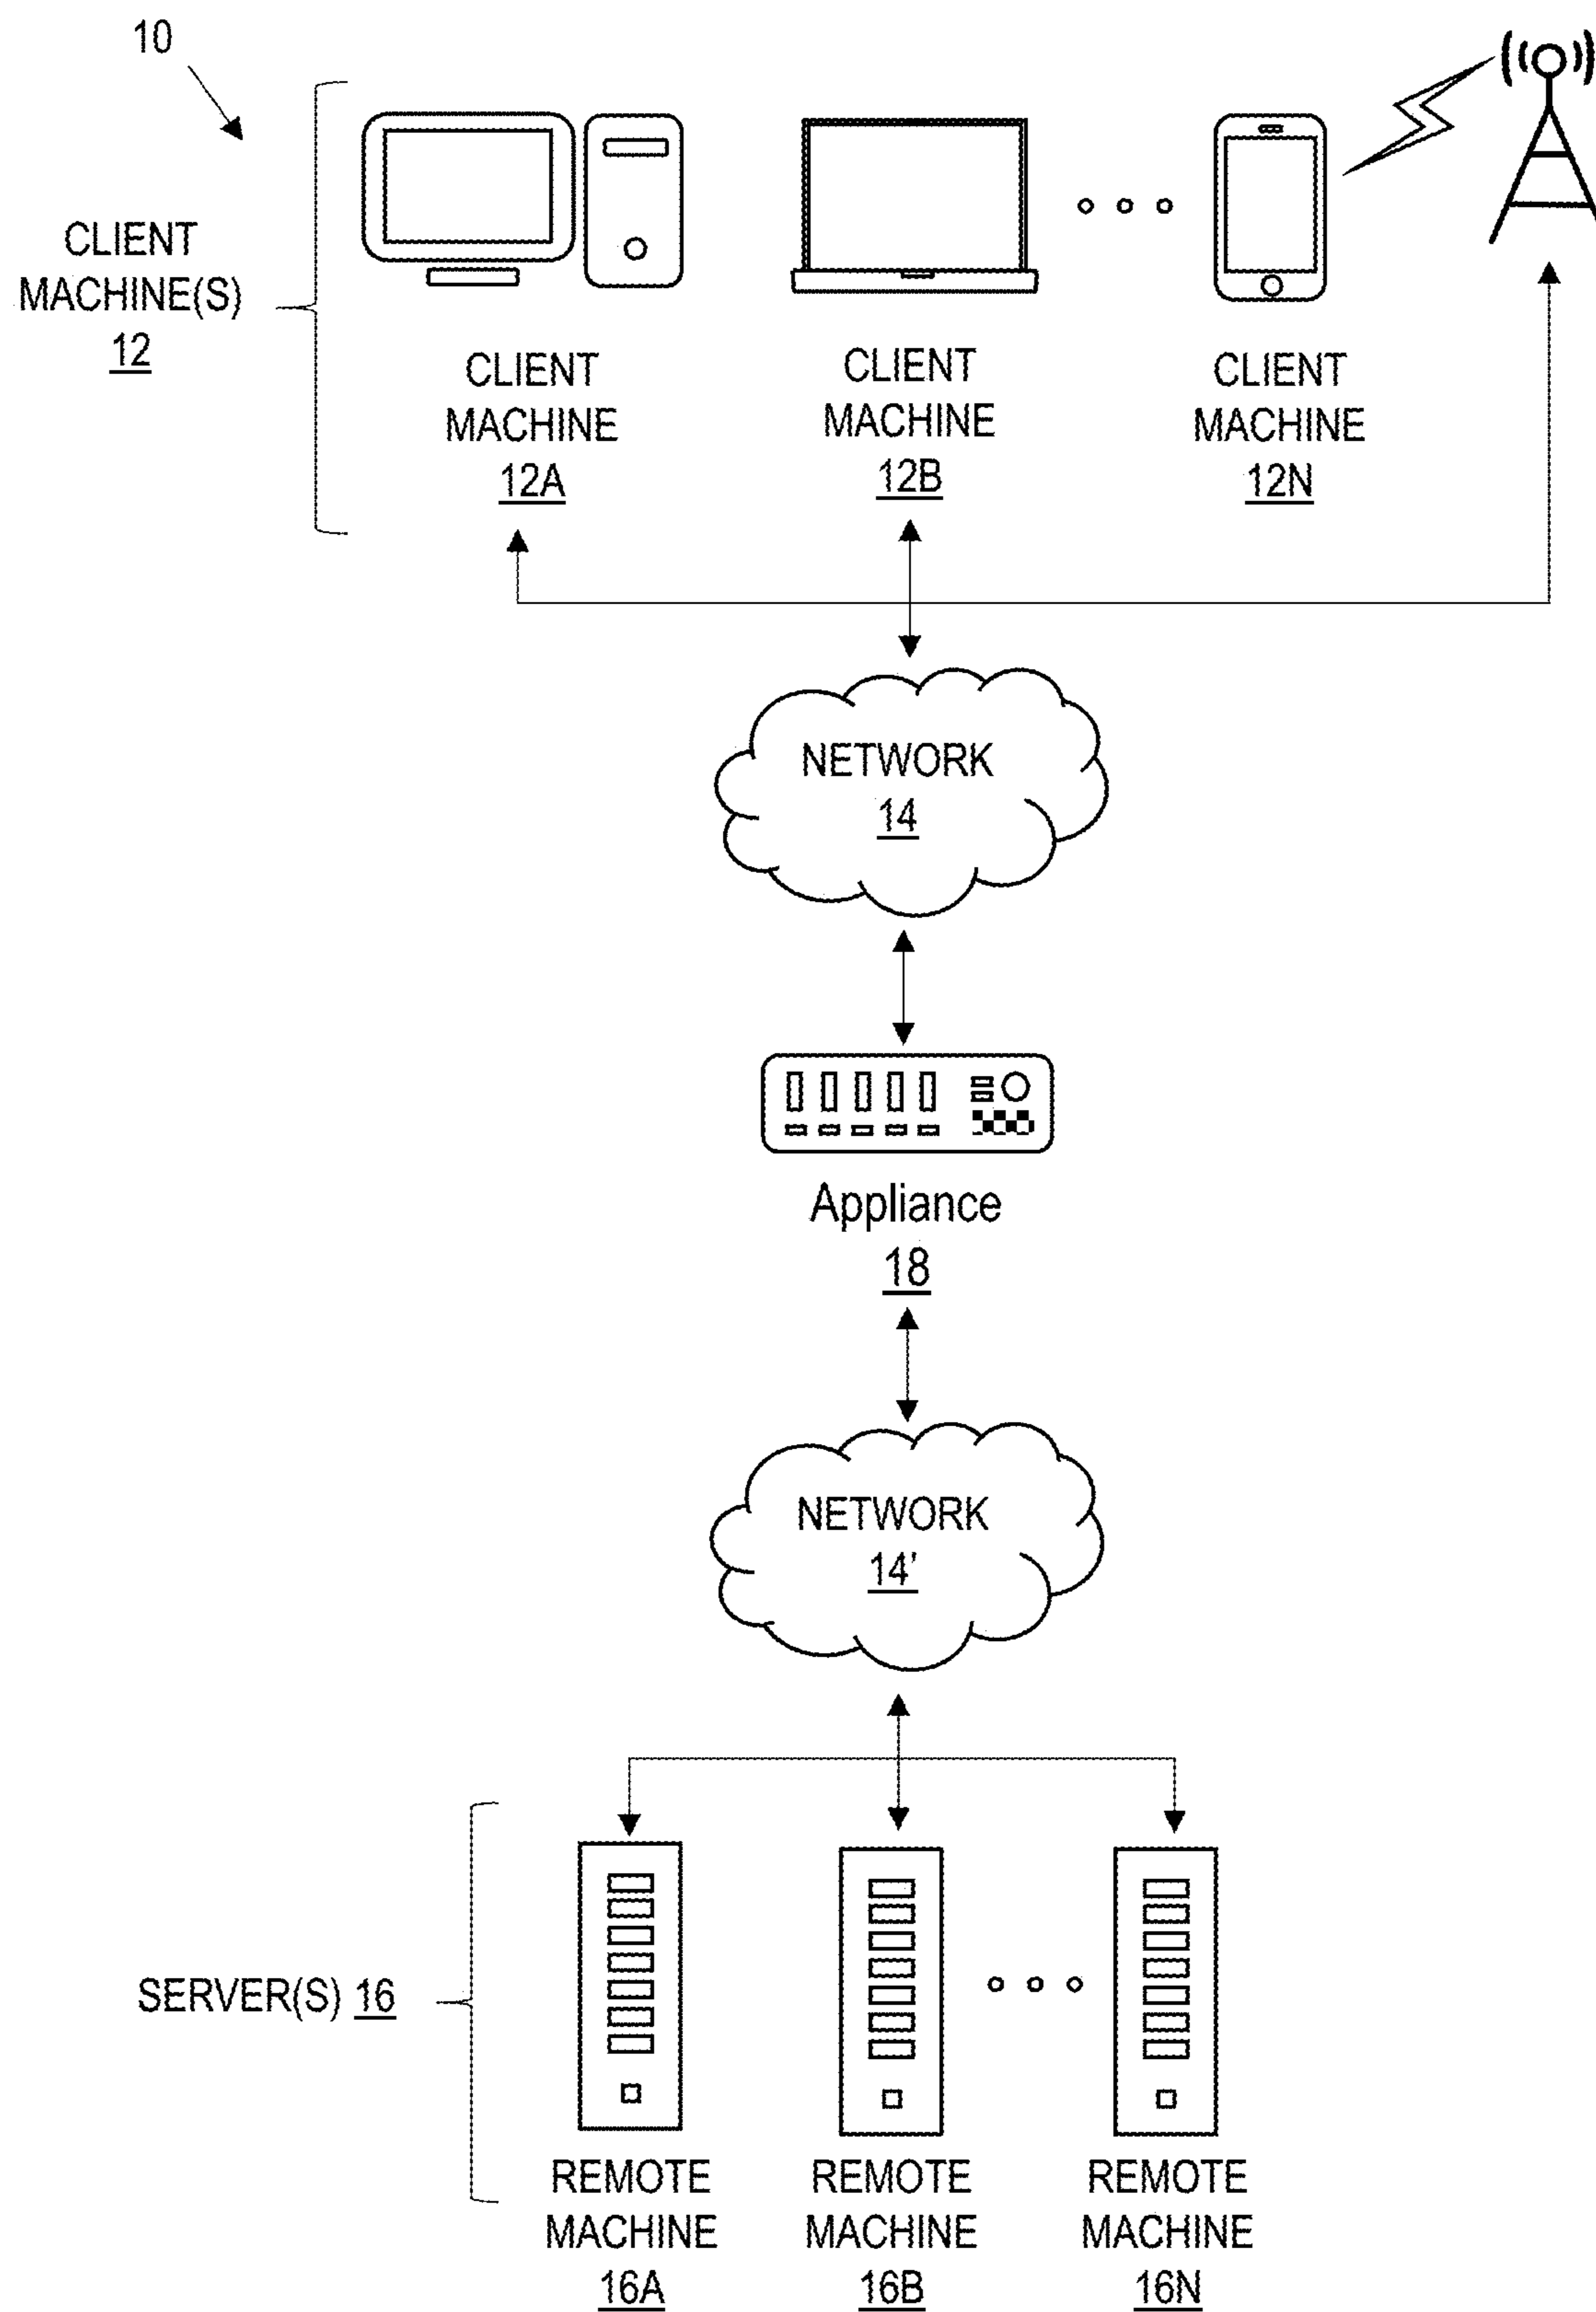 10
CLIENT
MACHINE(S)
12
CLIENT
MACHINE
12A
CLIENT
MACHINE
12B
CLIENT
MACHINE
12N
NETWORK
14
Appliance
18
NETWORK
14'
SERVER(S) 16
REMOTE
MACHINE
16A
REMOTE
MACHINE
16B
REMOTE
MACHINE
16N